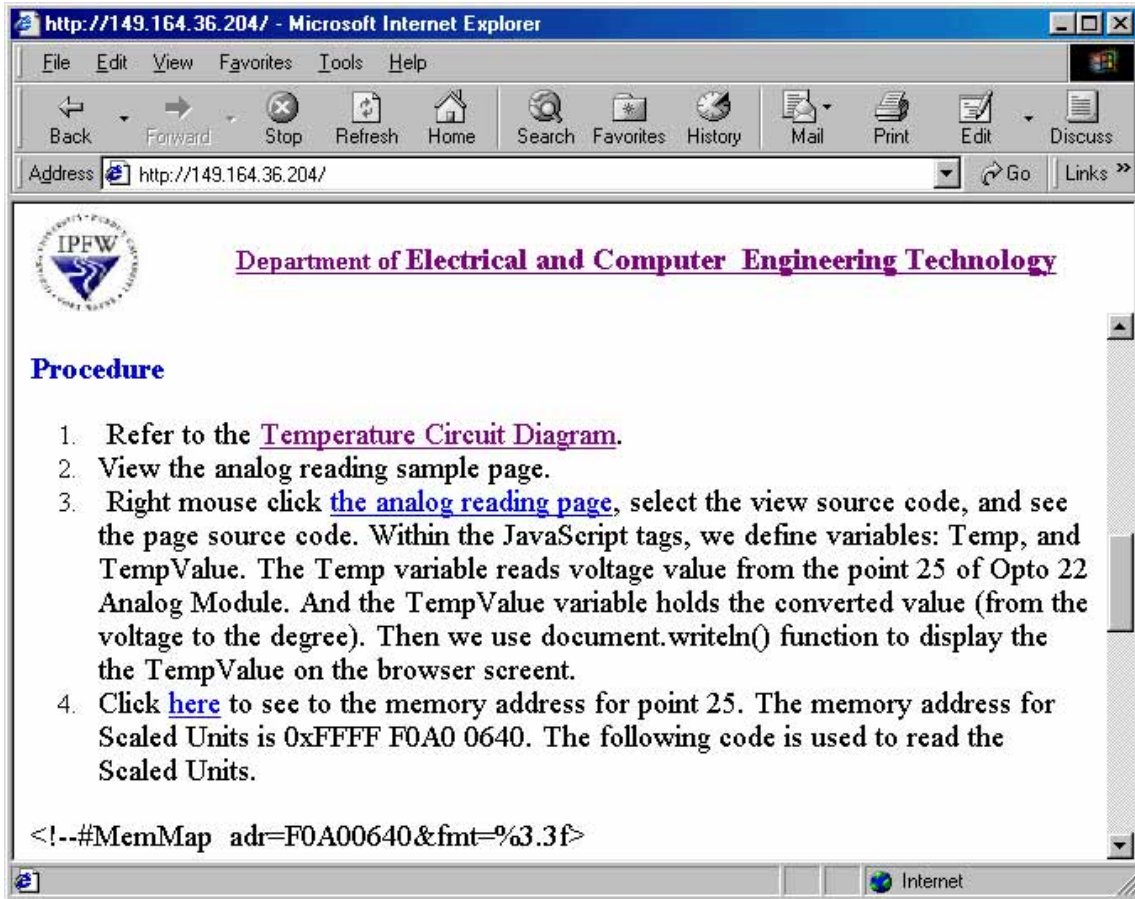 http://149.164.36.204/ - Microsoft Internet Explorer
File Edit View Favorites Tools Help
Back Forward Stop Refresh Home Search Favorites History Mail Print Edit Discuss
Address http://149.164.36.204/ Go Links »
IPFW
Department of Electrical and Computer Engineering Technology
Procedure
1. Refer to the Temperature Circuit Diagram.
2. View the analog reading sample page.
3. Right mouse click the analog reading page, select the view source code, and see
the page source code. Within the JavaScript tags, we define variables: Temp, and
TempValue. The Temp variable reads voltage value from the point 25 of Opto 22
Analog Module. And the TempValue variable holds the converted value (from the
voltage to the degree). Then we use document.writeln() function to display the
the TempValue on the browser screent.
4. Click here to see to the memory address for point 25. The memory address for
Scaled Units is 0xFFFF F0A0 0640. The following code is used to read the
Scaled Units.
<!--#MemMap adr=F0A00640&fmt=%3.3f>
Internet